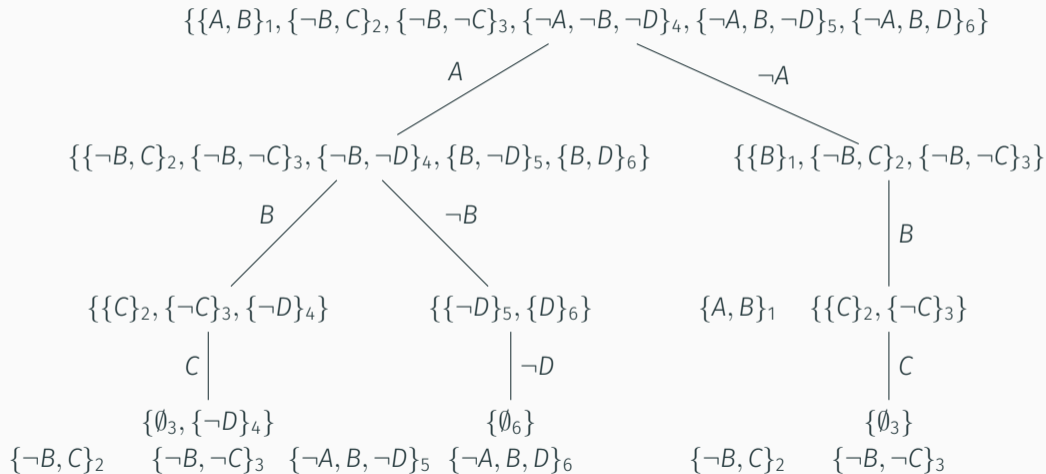 {{A, B}₁, {¬B, C}₂, {¬B, ¬C}₃, {¬A, ¬B, ¬D}₄, {¬A, B, ¬D}₅, {¬A, B, D}₆}
A ¬A
{{¬B, C}₂, {¬B, ¬C}₃, {¬B, ¬D}₄, {B, ¬D}₅, {B, D}₆} {{B}₁, {¬B, C}₂, {¬B, ¬C}₃}
B ¬B B
{{C}₂, {¬C}₃, {¬D}₄} {{¬D}₅, {D}₆} {A, B}₁ {{C}₂, {¬C}₃}
C ¬D C
{∅₃, {¬D}₄} {∅₆} {∅₃}
{¬B, C}₂ {¬B, ¬C}₃ {¬A, B, ¬D}₅ {¬A, B, D}₆ {¬B, C}₂ {¬B, ¬C}₃